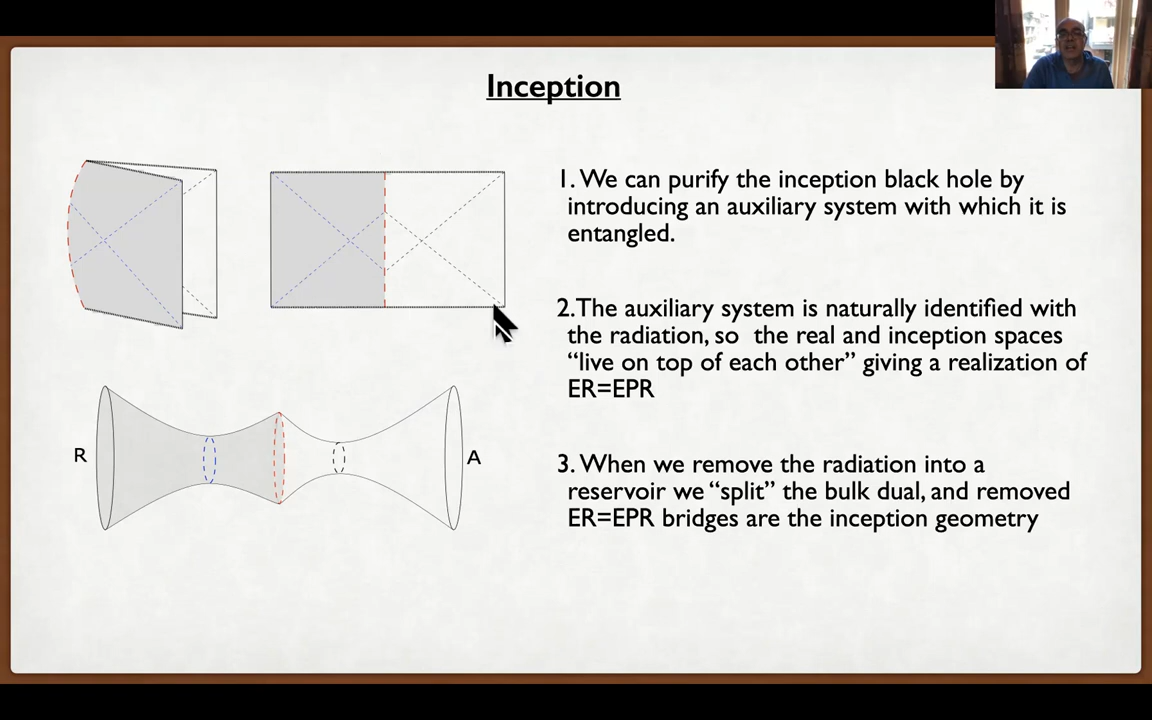 Inception
1. We can purify the inception black hole by
introducing an auxiliary system with which it is
entangled.
2.The auxiliary system is naturally identified with
the radiation, so the real and inception spaces
“live on top of each other” giving a realization of
ER=EPR
R
A
3. When we remove the radiation into a
reservoir we “split” the bulk dual, and removed
ER=EPR bridges are the inception geometry